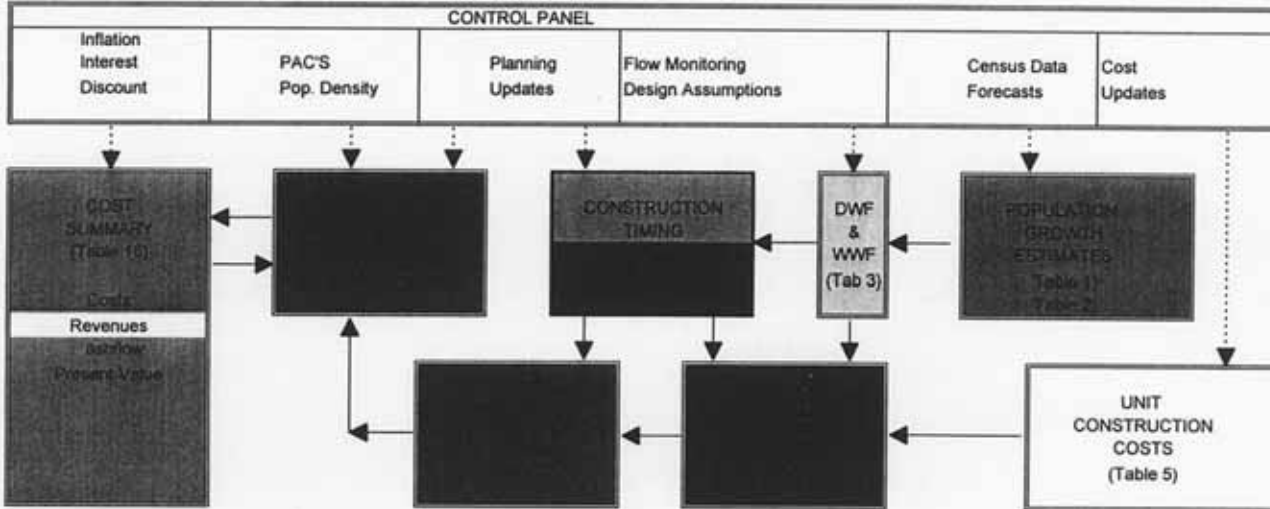 CONTROL PANEL
Inflation
Interest
Discount
PAC'S
Pop. Density
Planning
Updates
Flow Monitoring
Design Assumptions
Census Data
Forecasts
Cost
Updates
COST
SUMMARY
(Table 16)
Costs
Revenues
Present Value
CONSTRUCTION
TIMING
DWF
&
WWF
(Tab 3)
POPULATION
GROWTH
ESTIMATES
(Table 1)
Table 2)
UNIT
CONSTRUCTION
COSTS
(Table 5)